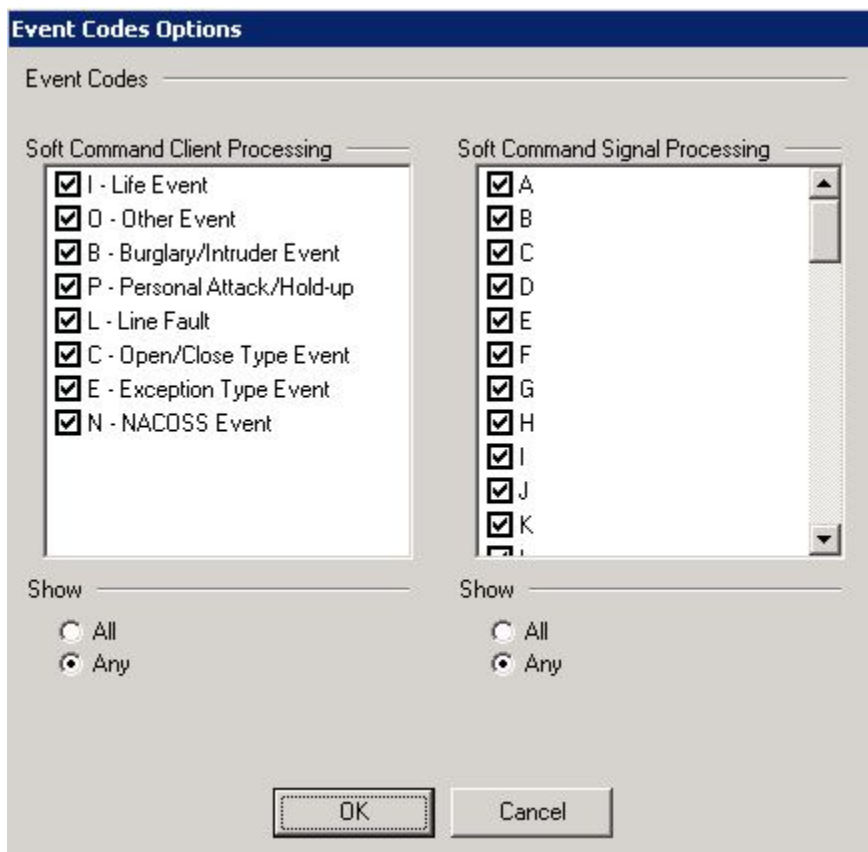 Event Codes Options
Event Codes
Soft Command Client Processing
I - Life Event
O - Other Event
B - Burglary/Intruder Event
P - Personal Attack/Hold-up
L - Line Fault
C - Open/Close Type Event
E - Exception Type Event
N - NACOSS Event
Show
All
Any
Soft Command Signal Processing
A
B
C
D
E
F
G
H
I
J
K
Show
All
Any
OK
Cancel